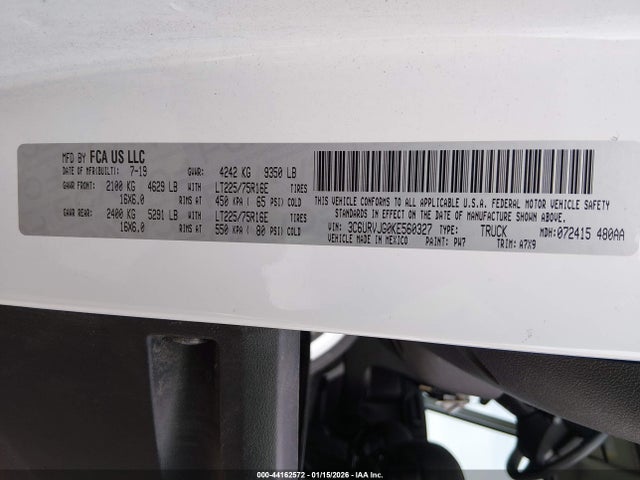 MFD BY FCA US LLC
DATE OF MFR(BUILT): 7-19 GVWR: 4242 KG 9350 LB
GAWR FRONT: 2100 KG 4629 LB WITH LT225/75R16E TIRES
16X6.0 RIMS AT 450 KPA ( 65 PSI) COLD
GAWR REAR: 2400 KG 5291 LB WITH LT225/75R16E TIRES
16X6.0 RIMS AT 550 KPA ( 80 PSI) COLD
THIS VEHICLE CONFORMS TO ALL APPLICABLE U.S.A. FEDERAL MOTOR VEHICLE SAFETY
STANDARDS IN EFFECT ON THE DATE OF MANUFACTURE SHOWN ABOVE.
VIN: 3C6URVJG0KE560327 TYPE: TRUCK MDH:072415 480AA
VEHICLE MADE IN MEXICO PAINT: PW7 TRIM: A7X9
000-44162572 - 01/15/2026 - IAA Inc.